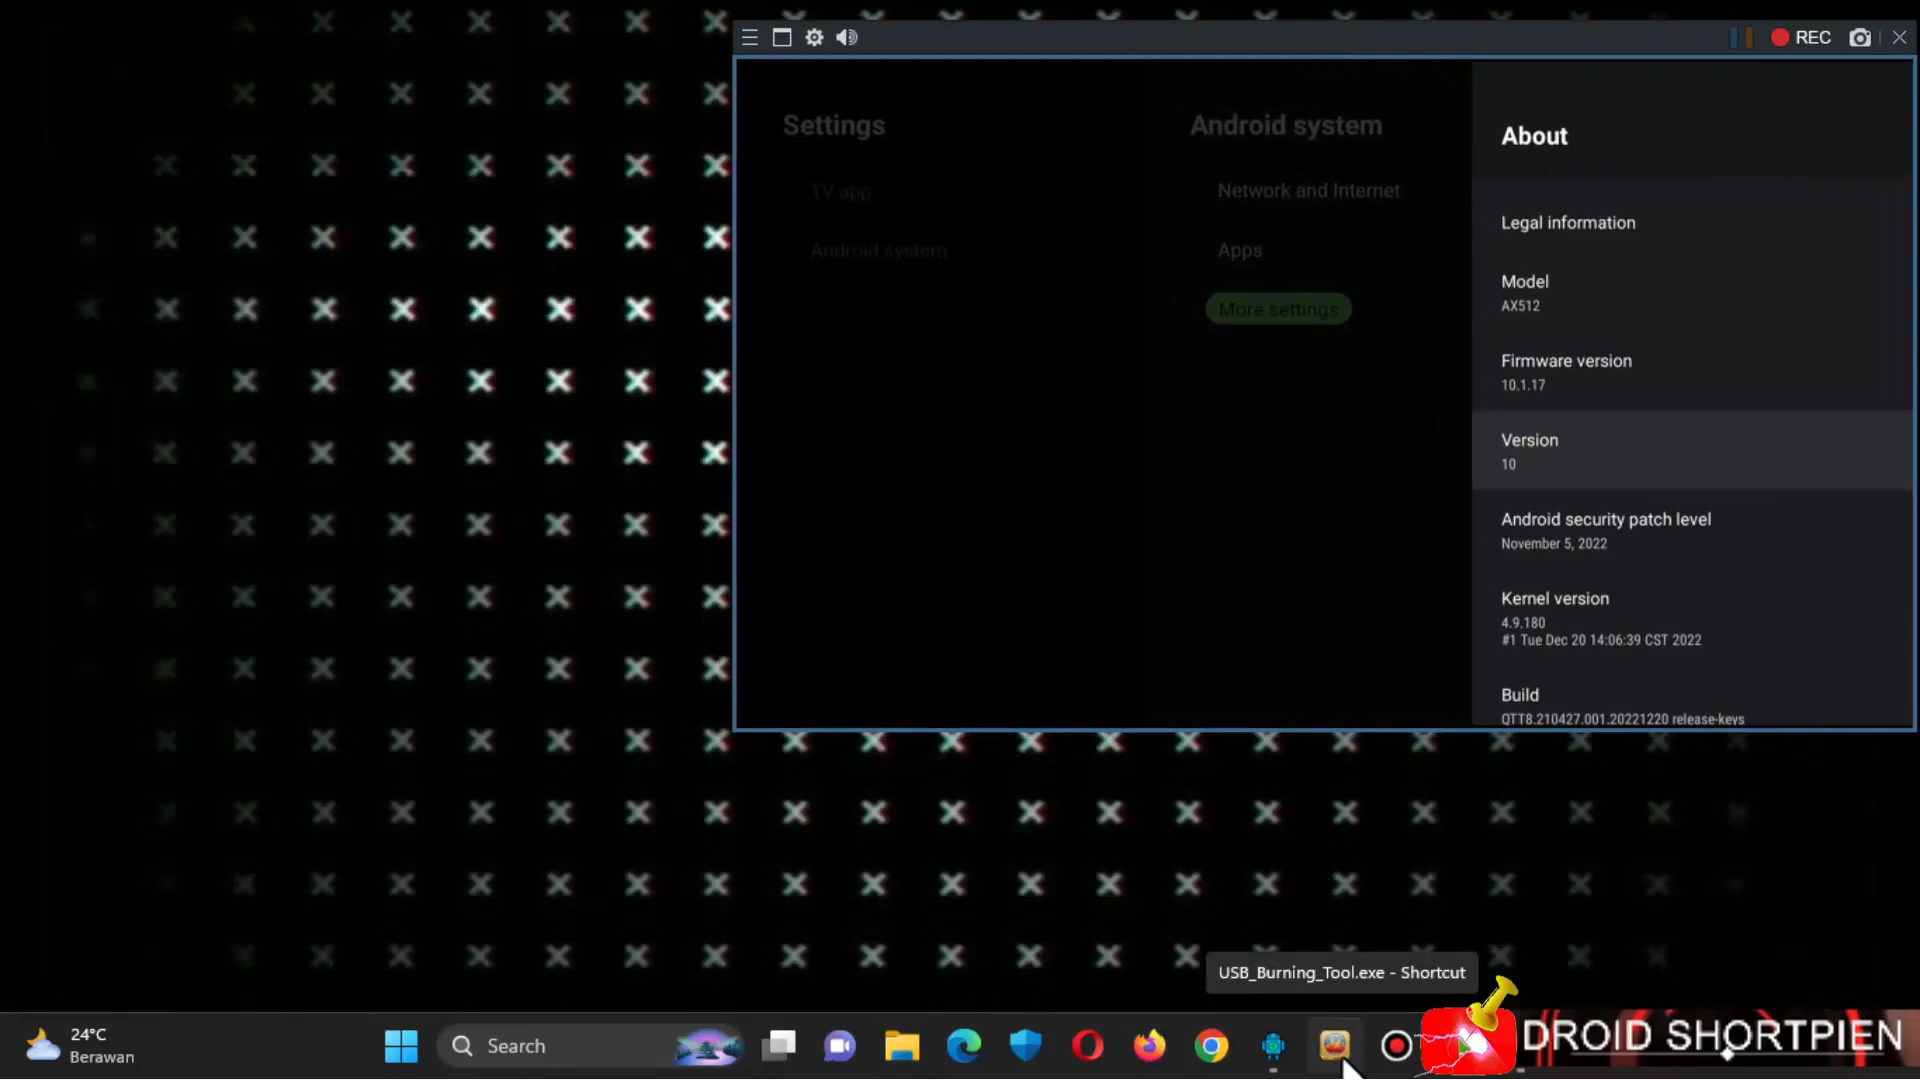 REC
Settings
TV app
Android system
Android system
Network and Internet
Apps
More settings
About
Legal information
Model
AX512
Firmware version
10.1.17
Version
10
Android security patch level
November 5, 2022
Kernel version
4.9.180
#1 Tue Dec 20 14:06:39 CST 2022
Build
QTT8.210427.001.20221220 release-keys
USB_Burning_Tool.exe - Shortcut
24°C
Berawan
Search
DROID SHORTPIEN